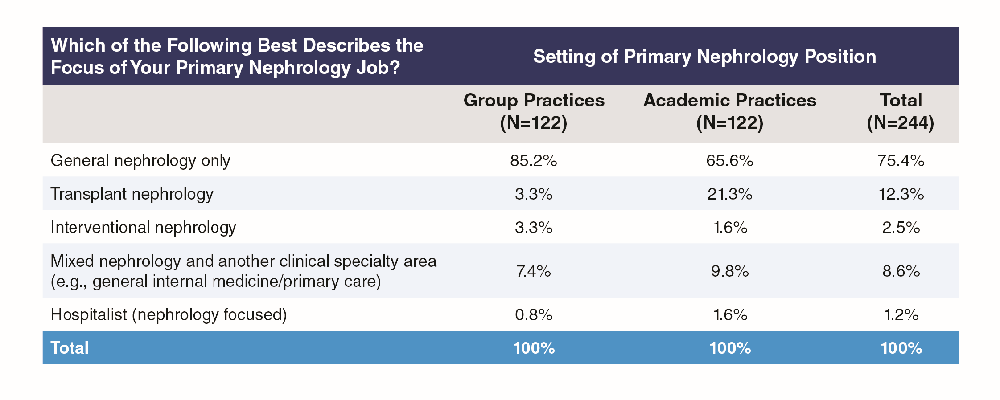 Which of the Following Best Describes the
Focus of Your Primary Nephrology Job?
Setting of Primary Nephrology Position
Group Practices
(N=122)
Academic Practices
(N=122)
Total
(N=244)
General nephrology only 85.2% 65.6% 75.4%
Transplant nephrology 3.3% 21.3% 12.3%
Interventional nephrology 3.3% 1.6% 2.5%
Mixed nephrology and another clinical specialty area
(e.g., general internal medicine/primary care)
7.4% 9.8% 8.6%
Hospitalist (nephrology focused) 0.8% 1.6% 1.2%
Total 100% 100% 100%